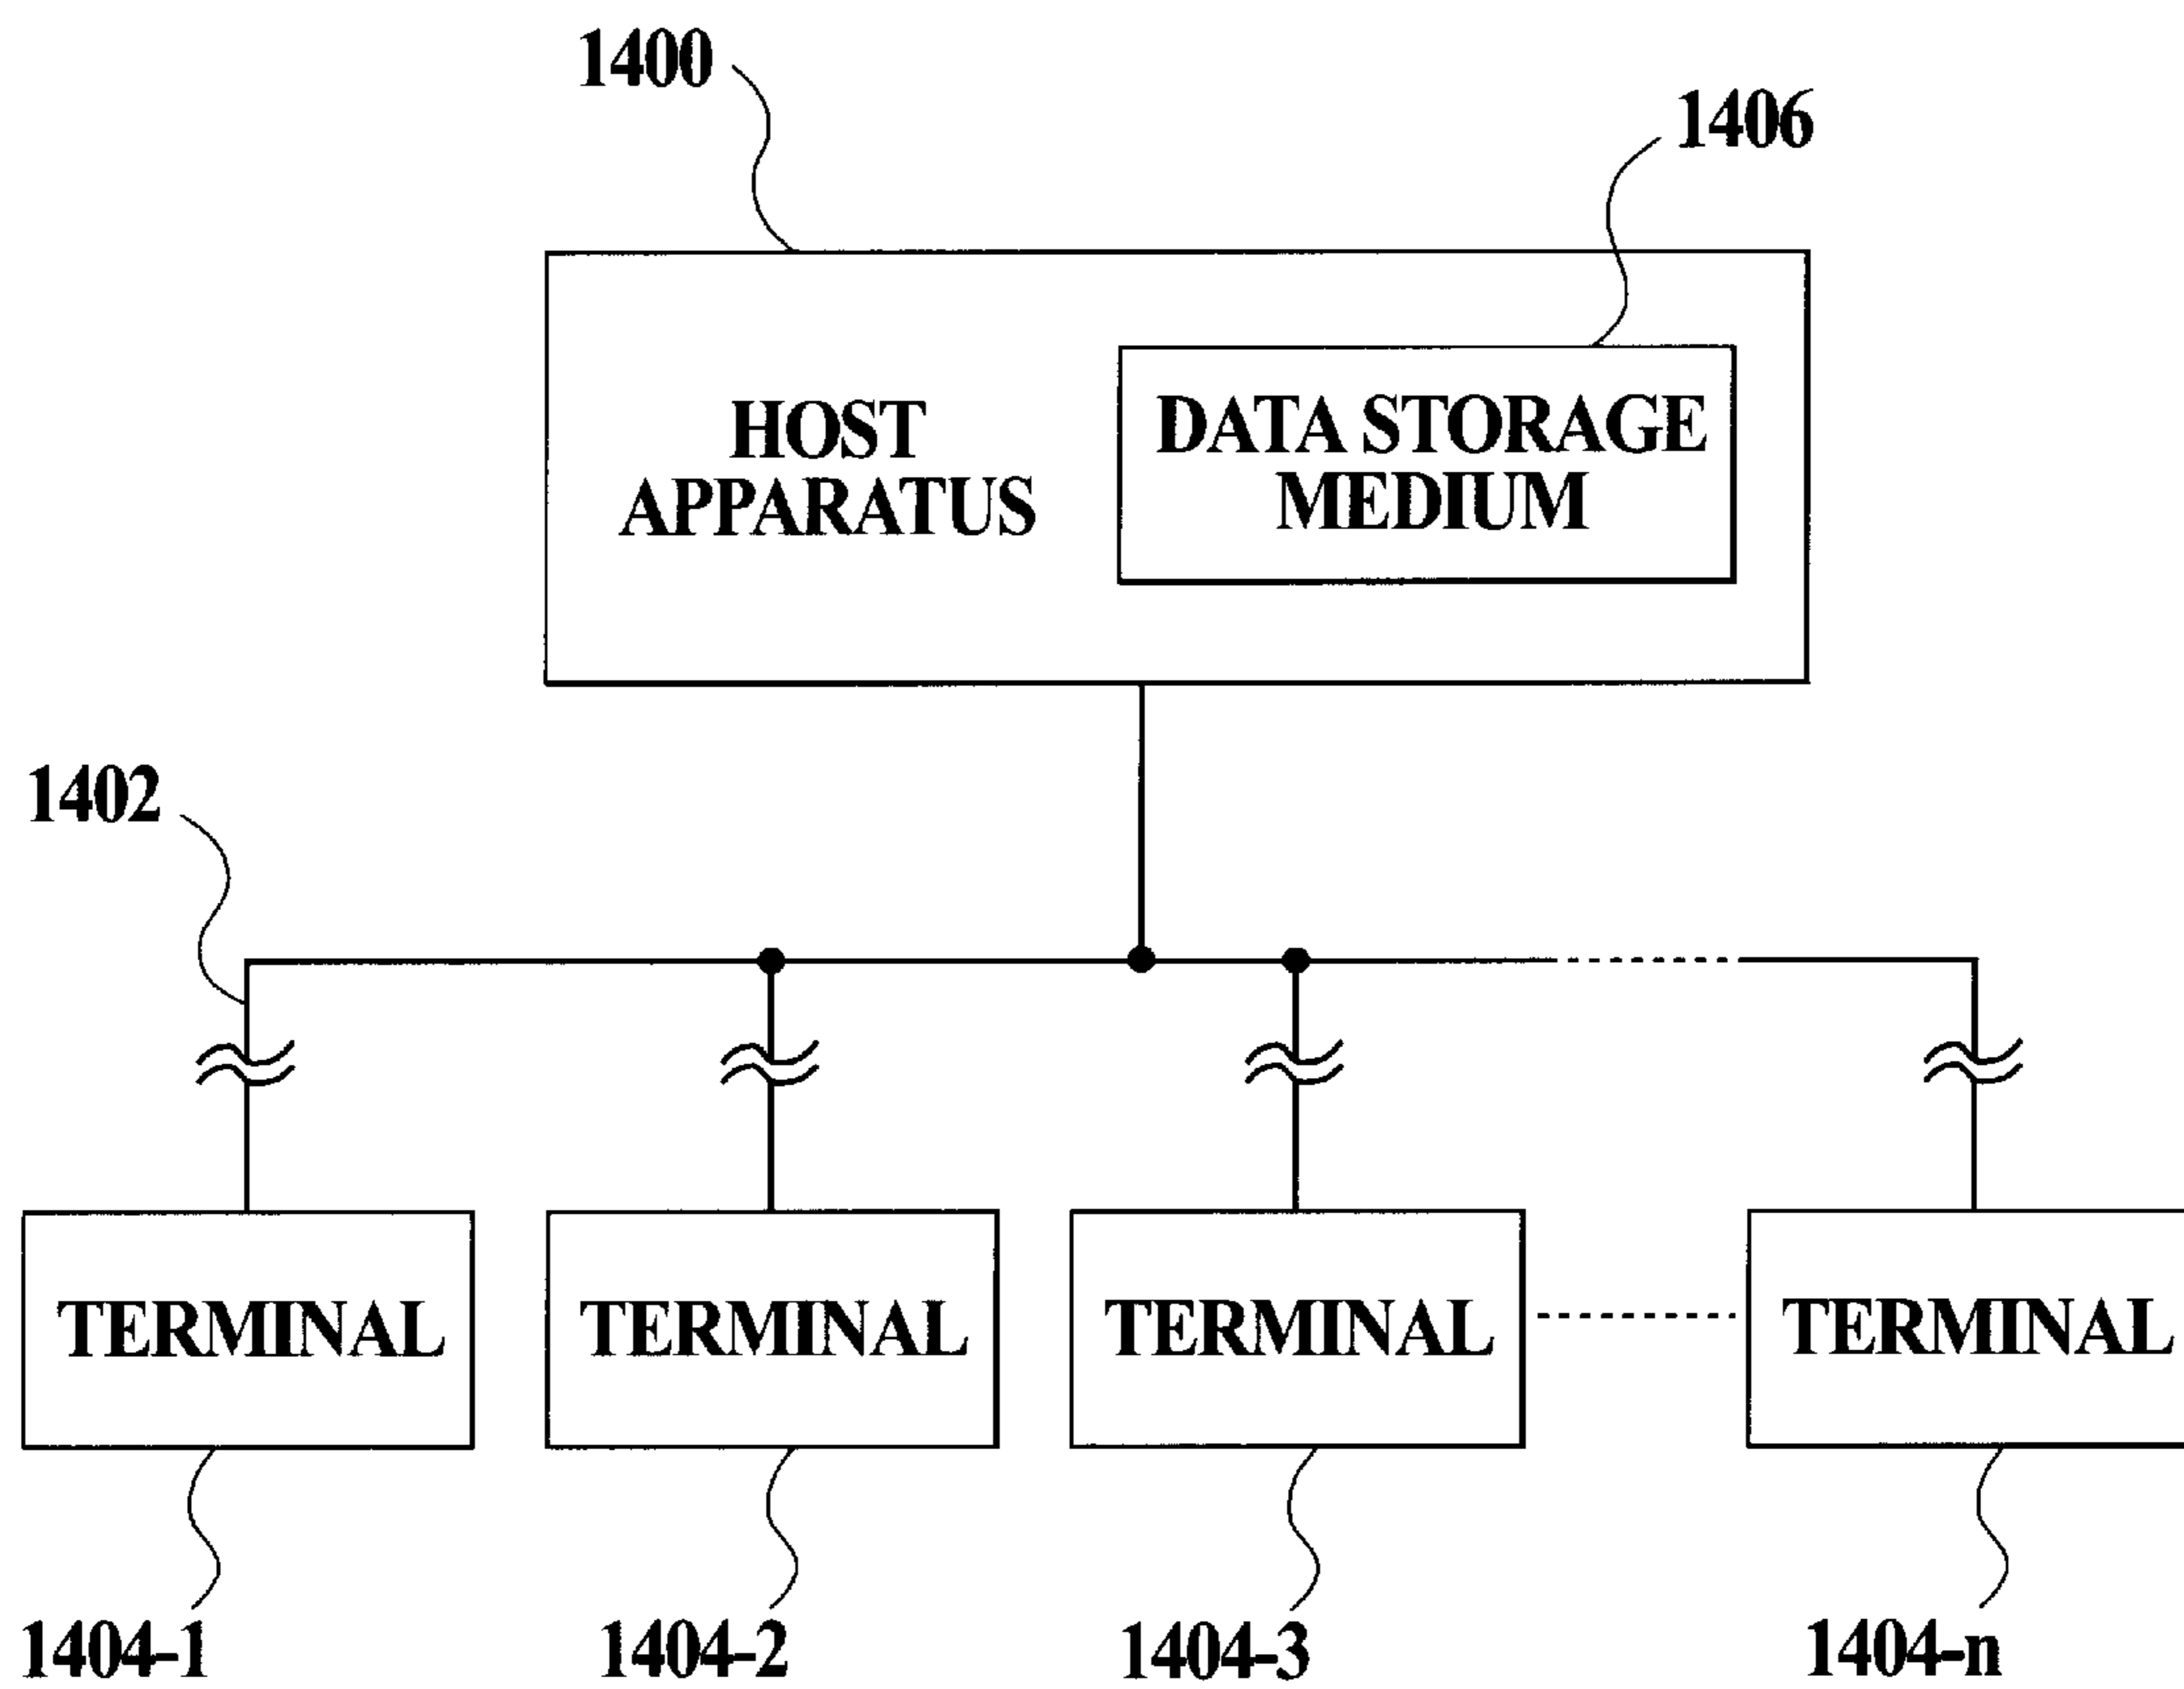 1400
1406
HOST
APPARATUS
DATA STORAGE
MEDIUM
1402
TERMINAL
TERMINAL
TERMINAL
TERMINAL
1404-1
1404-2
1404-3
1404-n